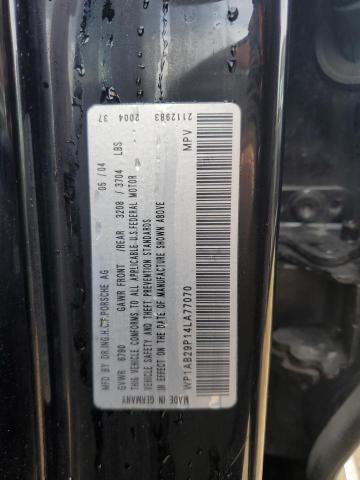 MADE IN GERMANY
DR.ING.H.C.F.PORSCHE AG 05 / 04
GVWR 6790 GAWR FRONT /REAR 3208 / 3704 LBS
THIS VEHICLE CONFORMS TO ALL APPLICABLE U.S.FEDERAL MOTOR
VEHICLE SAFETY AND THEFT PREVENTION STANDARDS
IN EFFECT ON THE DATE OF MANUFACTURE SHOWN ABOVE
2004 37
WP1AB29P14LA77070 MPV
2112983